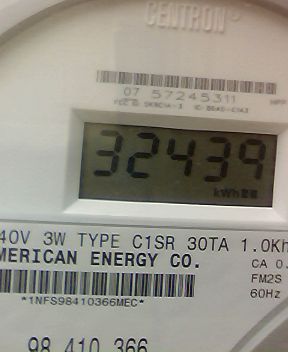 CENTRON®
07 57245311
32439
kWh
40V 3W TYPE C1SR 30TA 1.0Kh
MERICAN ENERGY CO.
CA 0.
FM2S
60Hz
*1NFS98410366MEC*
98 410 366